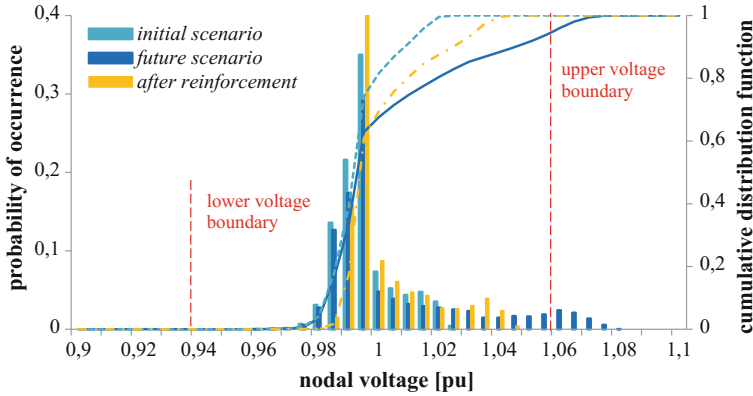 0,4
0,3
0,2
0,1
0
probability of occurrence
initial scenario
future scenario
after reinforcement
lower voltage
boundary
upper voltage
boundary
1
0,8
0,6
0,4
0,2
0
cumulative distribution function
0,9 0,92 0,94 0,96 0,98 1 1,02 1,04 1,06 1,08 1,1
nodal voltage [pu]